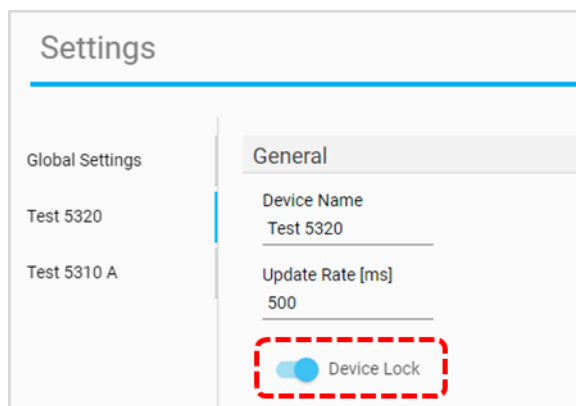 Settings
Global Settings
Test 5320
Test 5310 A
General
Device Name
Test 5320
Update Rate [ms]
500
Device Lock